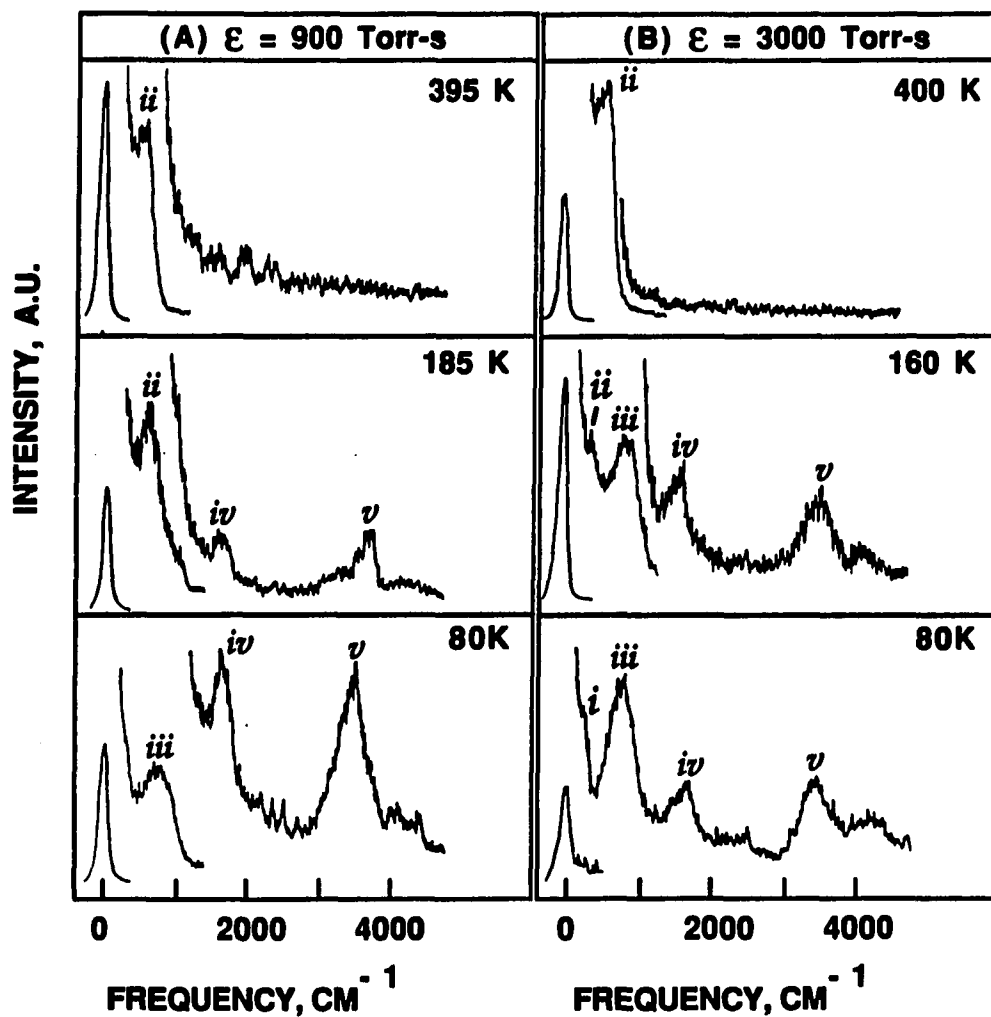 (A) ε = 900 Torr-s
(B) ε = 3000 Torr-s
395 K
ii
400 K
ii
185 K
ii
iv
v
160 K
ii
iii
iv
v
80K
iii
iv
v
80K
i
iii
iv
v
INTENSITY, A.U.
0 2000 4000
0 2000 4000
FREQUENCY, CM-1
FREQUENCY, CM-1